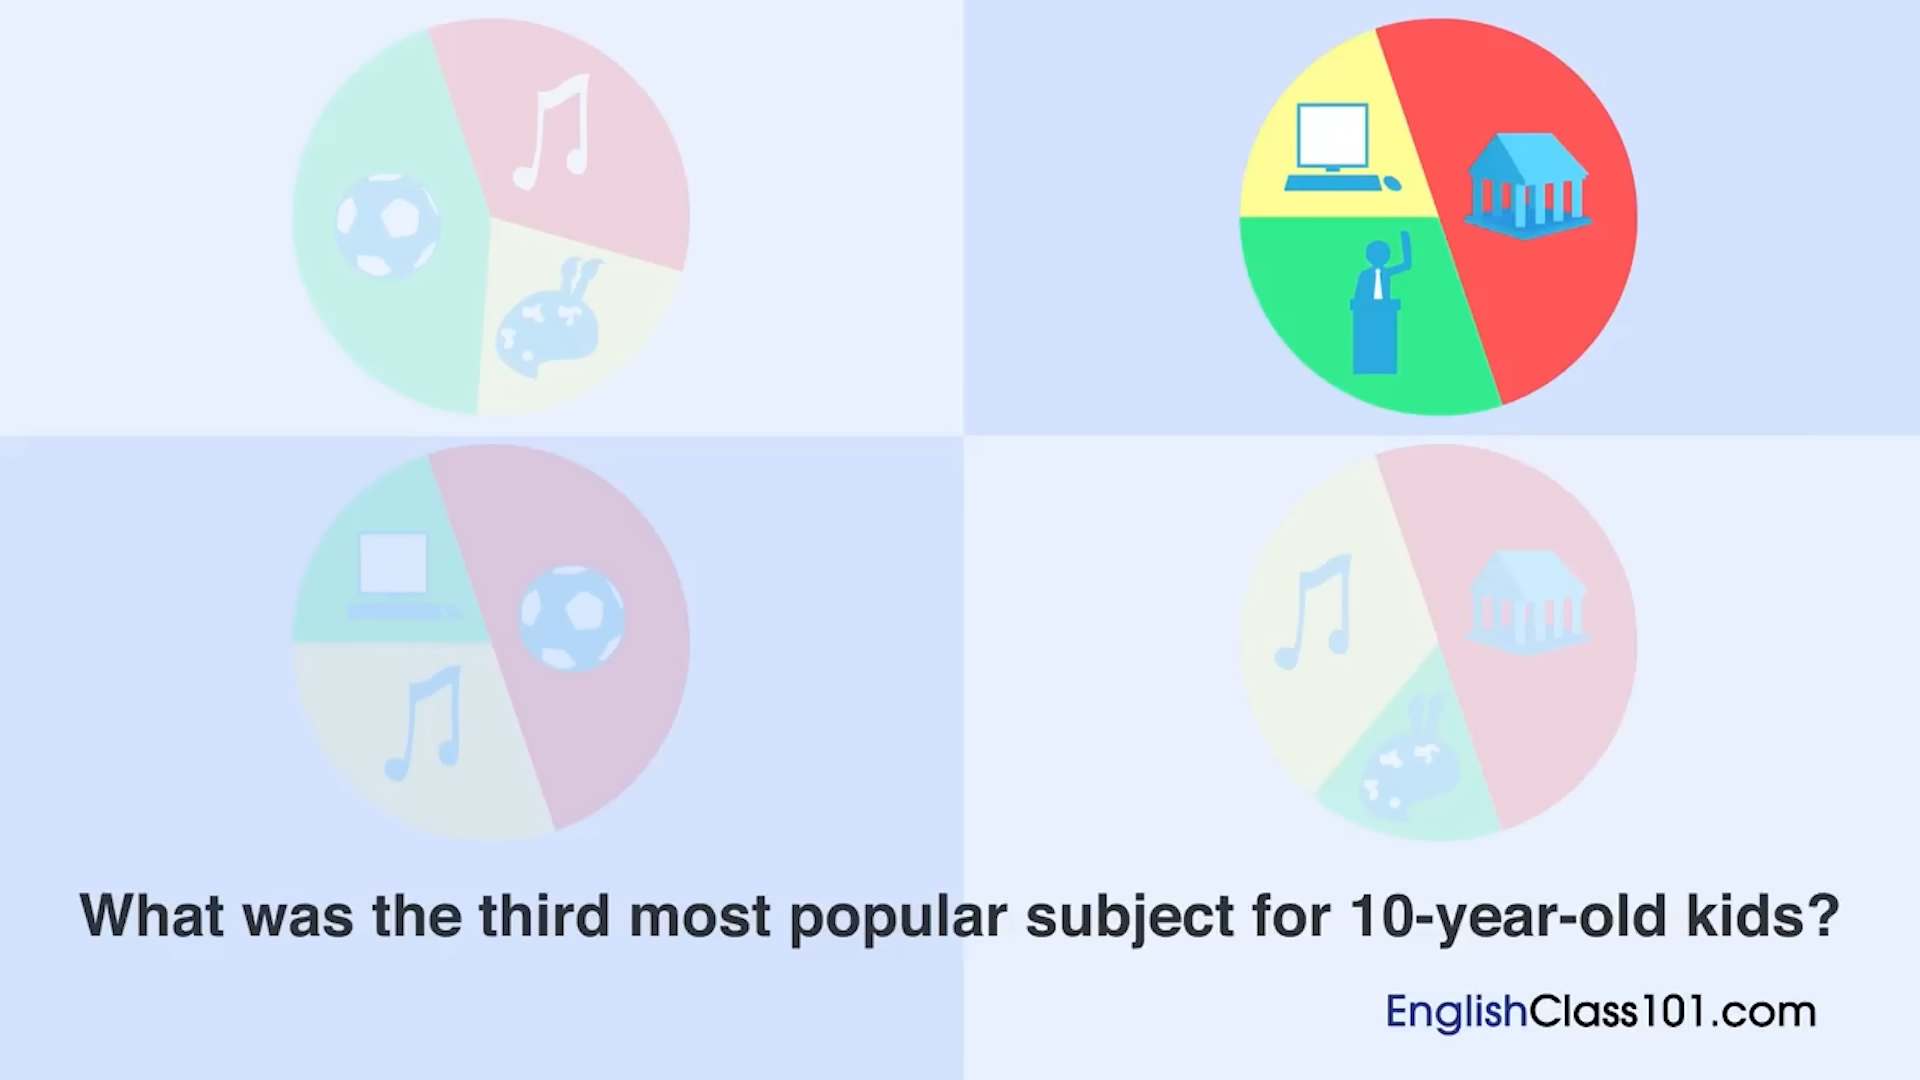 What was the third most popular subject for 10-year-old kids?
EnglishClass101.com